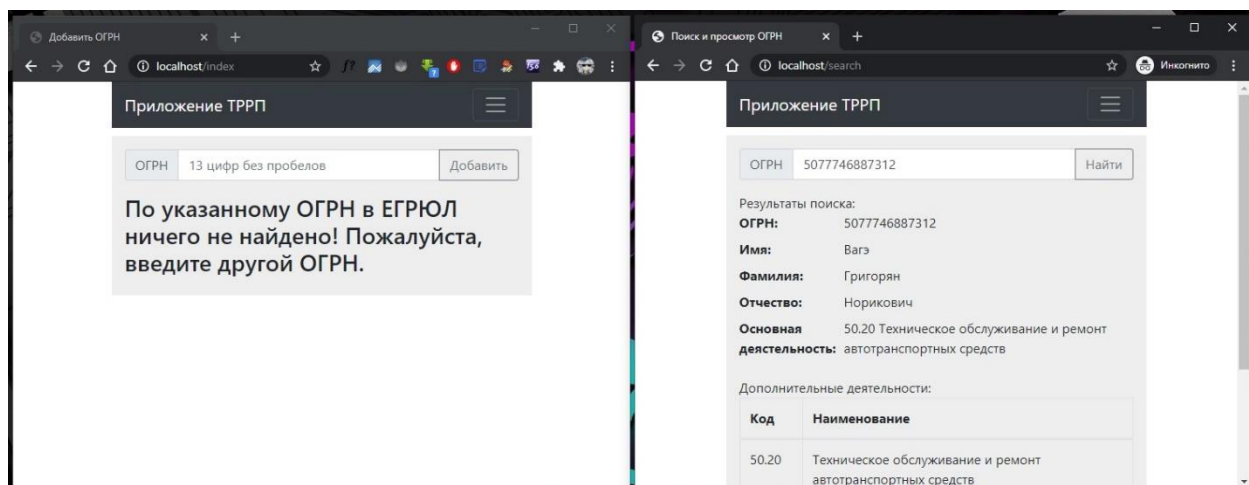 Добавить ОГРН
localhost/index
Приложение ТРРП
ОГРН 13 цифр без пробелов Добавить
По указанному ОГРН в ЕГРЮЛ
ничего не найдено! Пожалуйста,
введите другой ОГРН.
Поиск и просмотр ОГРН
localhost/search Инкогнито
Приложение ТРРП
ОГРН 5077746887312 Найти
Результаты поиска:
ОГРН: 5077746887312
Имя: Вагэ
Фамилия: Григорян
Отчество: Норикович
Основная 50.20 Техническое обслуживание и ремонт
деястельность: автотранспортных средств
Дополнительные деятельности:
Код Наименование
50.20 Техническое обслуживание и ремонт
автотранспортных средств